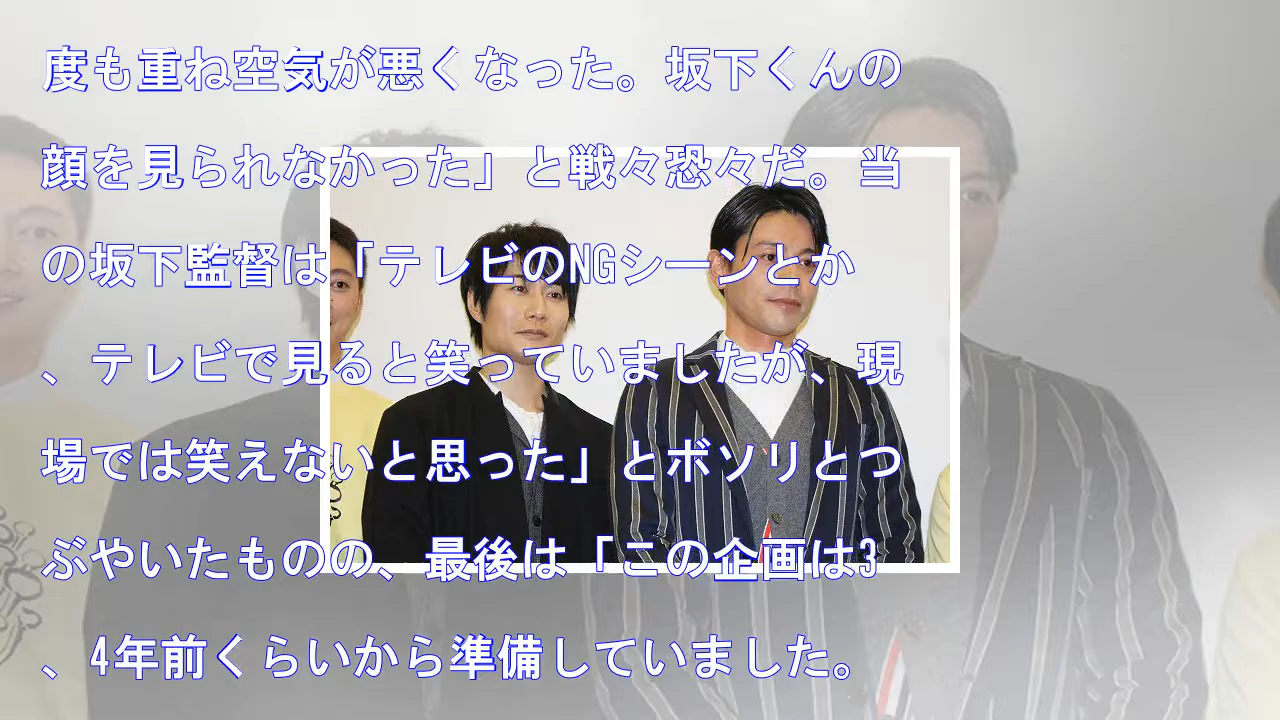 度も重ね空気が悪くなった。坂下くんの
顔を見られなかった」と戦々恐々だ。当
の坂下監督は「テレビのNGシーンとか
、テレビで見ると笑っていましたが、現
場では笑えないと思った」とボソリとつ
ぶやいたものの、最後は「この企画は3
、4年前くらいから準備していました。